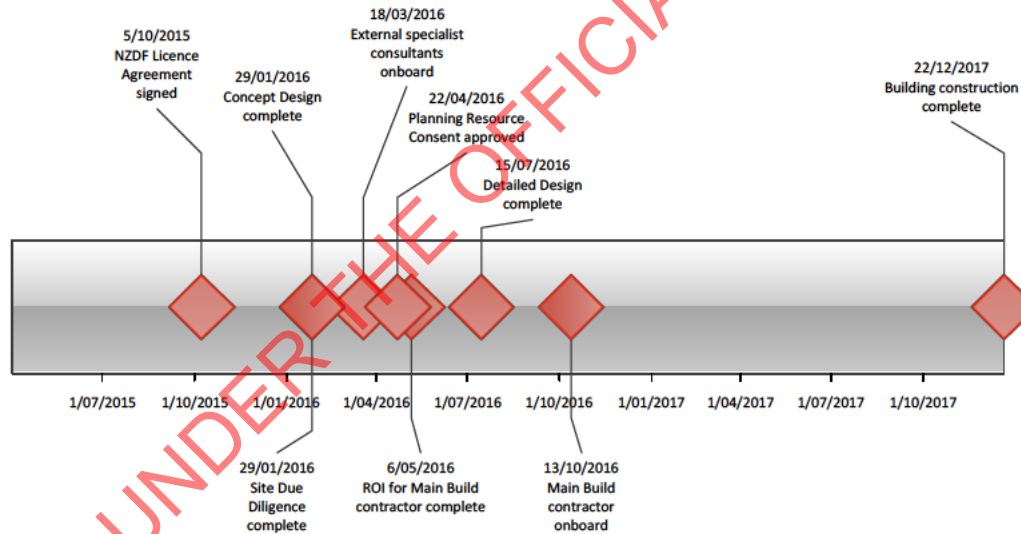 18/03/2016
External specialist
consultants
onboard
5/10/2015
NZDF Licence
Agreement
signed
29/01/2016
Concept Design
complete
22/04/2016
Planning Resource
Consent approved
15/07/2016
Detailed Design
complete
22/12/2017
Building construction
complete
1/07/2015
1/10/2015
1/01/2016
1/04/2016
1/07/2016
1/10/2016
1/01/2017
1/04/2017
1/07/2017
1/10/2017
29/01/2016
Site Due
Diligence
complete
6/05/2016
ROI for Main Build
contractor complete
13/10/2016
Main Build
contractor
onboard
UNDER THE OFFICIA